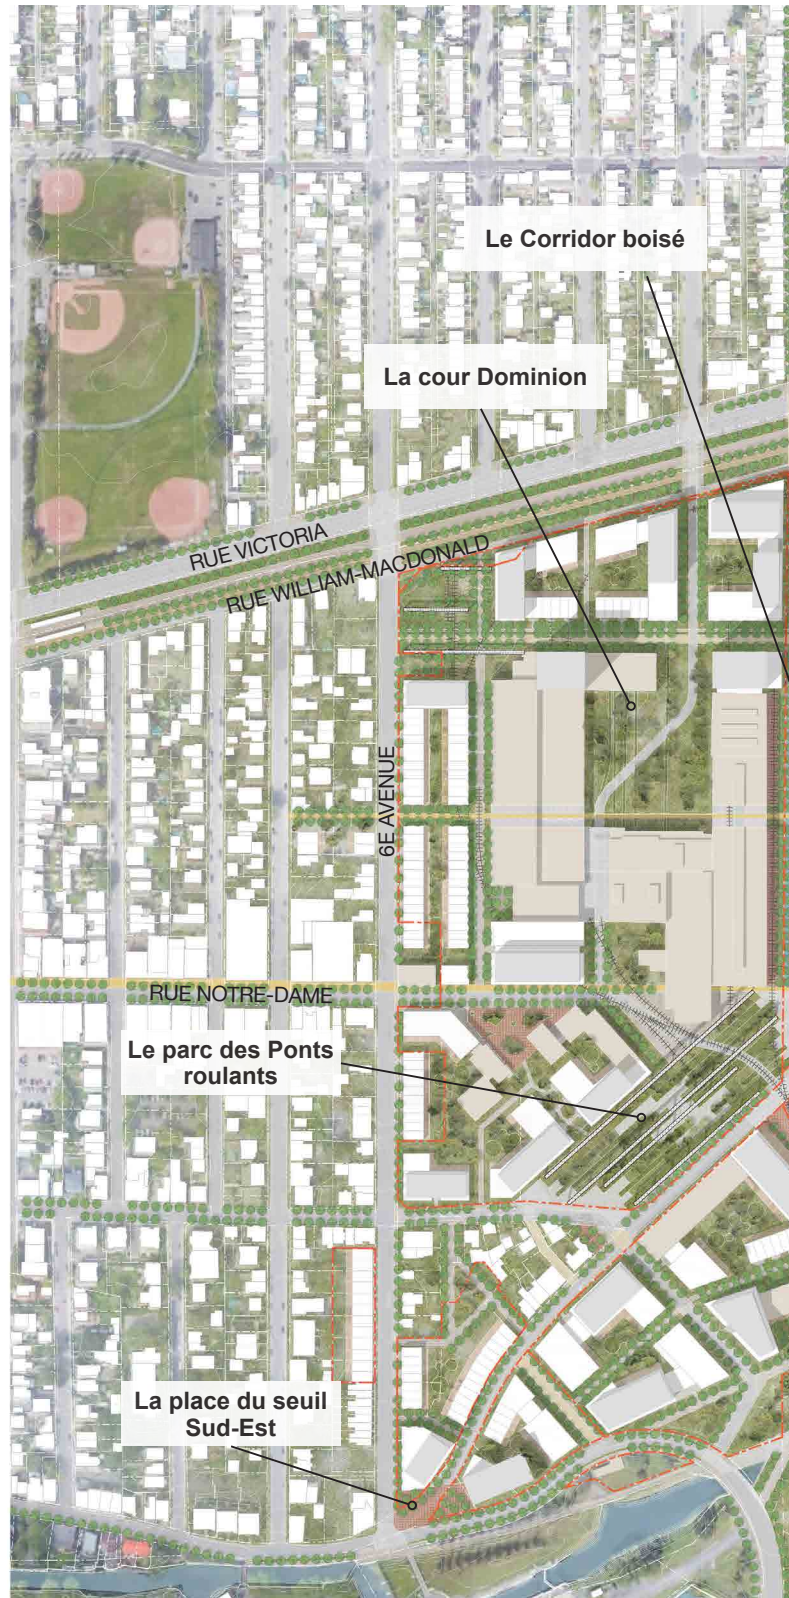 Le Corridor boisé
La cour Dominion
RUE VICTORIA
RUE WILLIAM-MACDONALD
6E AVENUE
RUE NOTRE-DAME
Le parc des Ponts
roulants
La place du seuil
Sud-Est